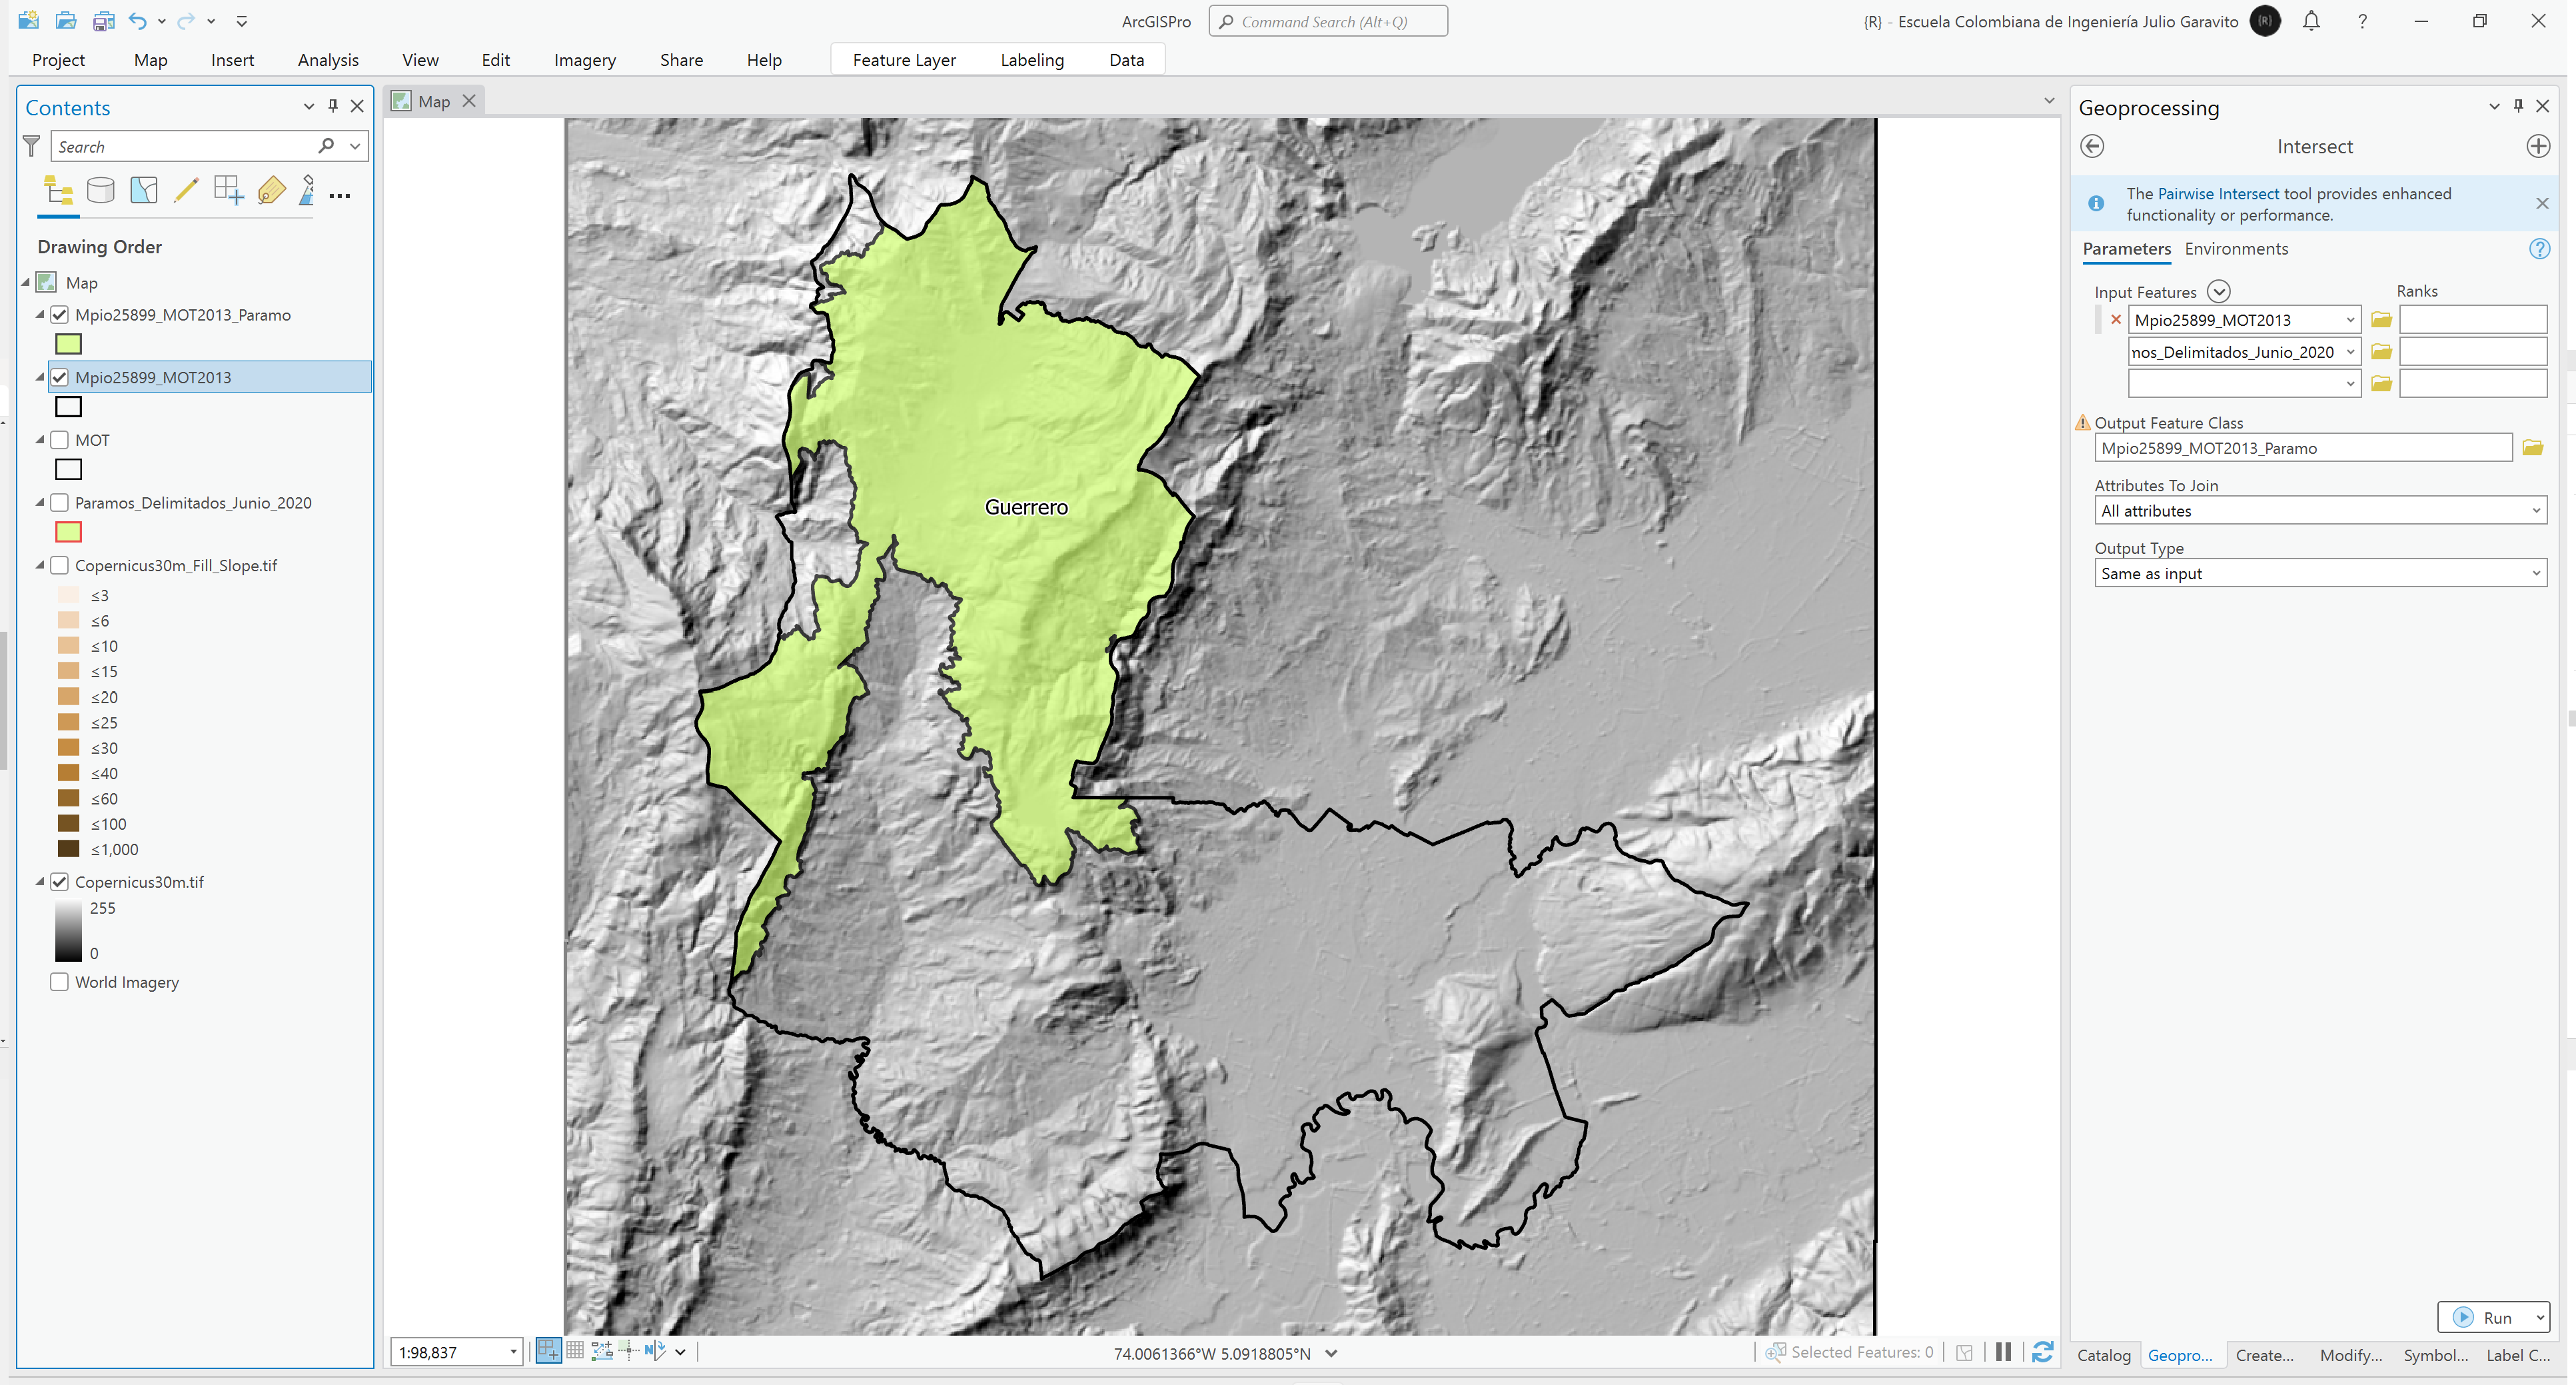 ArcGISPro
Command Search (Alt+Q)
{R} - Escuela Colombiana de Ingeniería Julio Garavito
{R}
?
Project
Map
Insert
Analysis
View
Edit
Imagery
Share
Help
Feature Layer
Labeling
Data
Contents
Search
Drawing Order
Map
Mpio25899_MOT2013_Paramo
Mpio25899_MOT2013
MOT
Paramos_Delimitados_Junio_2020
Copernicus30m_Fill_Slope.tif
≤3
≤6
≤10
≤15
≤20
≤25
≤30
≤40
≤60
≤100
≤1,000
Copernicus30m.tif
255
0
World Imagery
Map
Guerrero
1:98,837
74.0061366°W 5.0918805°N
Selected Features: 0
Geoprocessing
Intersect
The Pairwise Intersect tool provides enhanced
functionality or performance.
Parameters Environments
Input Features
Ranks
Mpio25899_MOT2013
nos_Delimitados_Junio_2020
Output Feature Class
Mpio25899_MOT2013_Paramo
Attributes To Join
All attributes
Output Type
Same as input
Run
Catalog
Geopro...
Create...
Modify...
Symbol...
Label C...